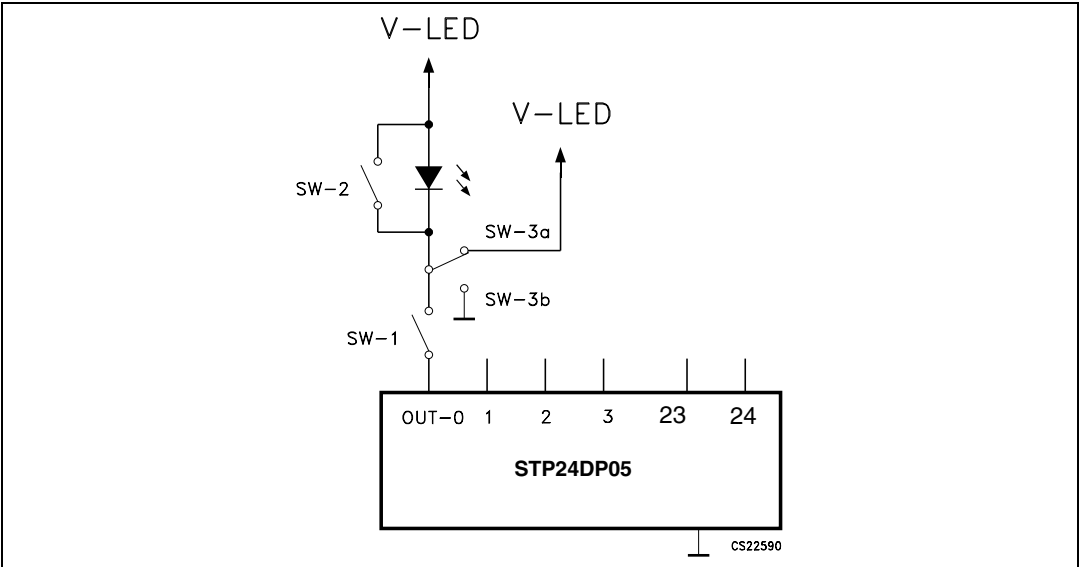 V-LED
V-LED
SW-2
SW-3a
SW-3b
SW-1
OUT-0 1 2 3 23 24
STP24DP05
CS22590